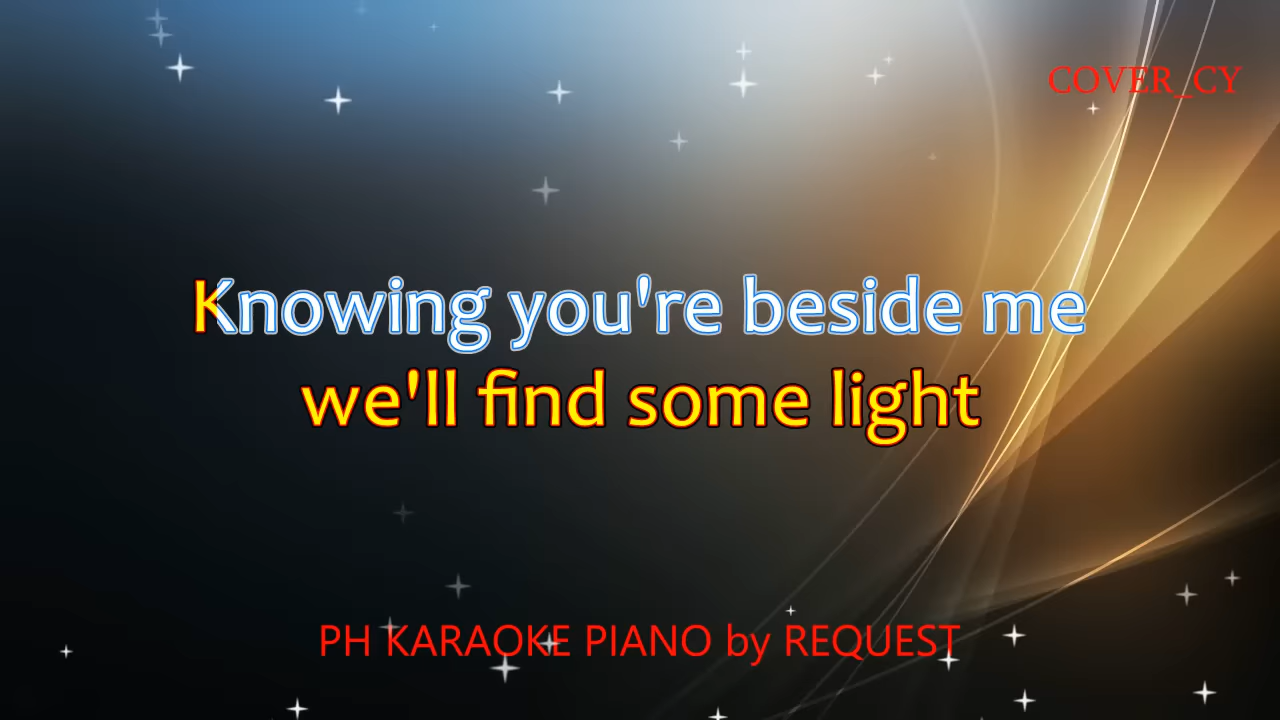 COVER_CY
Knowing you're beside me
we'll find some light
PH KARAOKE PIANO by REQUEST